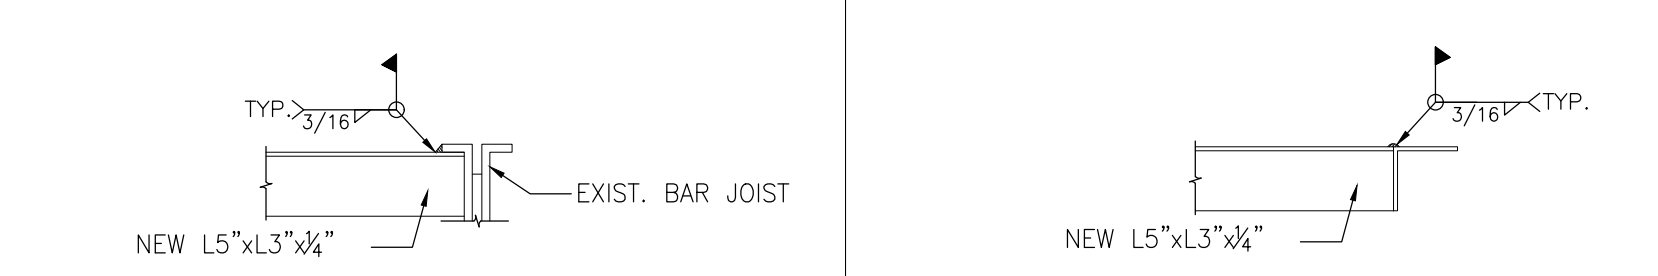 TYP.
3/16
EXIST. BAR JOIST
NEW L5"xL3"x1/4"
TYP.
3/16
NEW L5"xL3"x1/4"